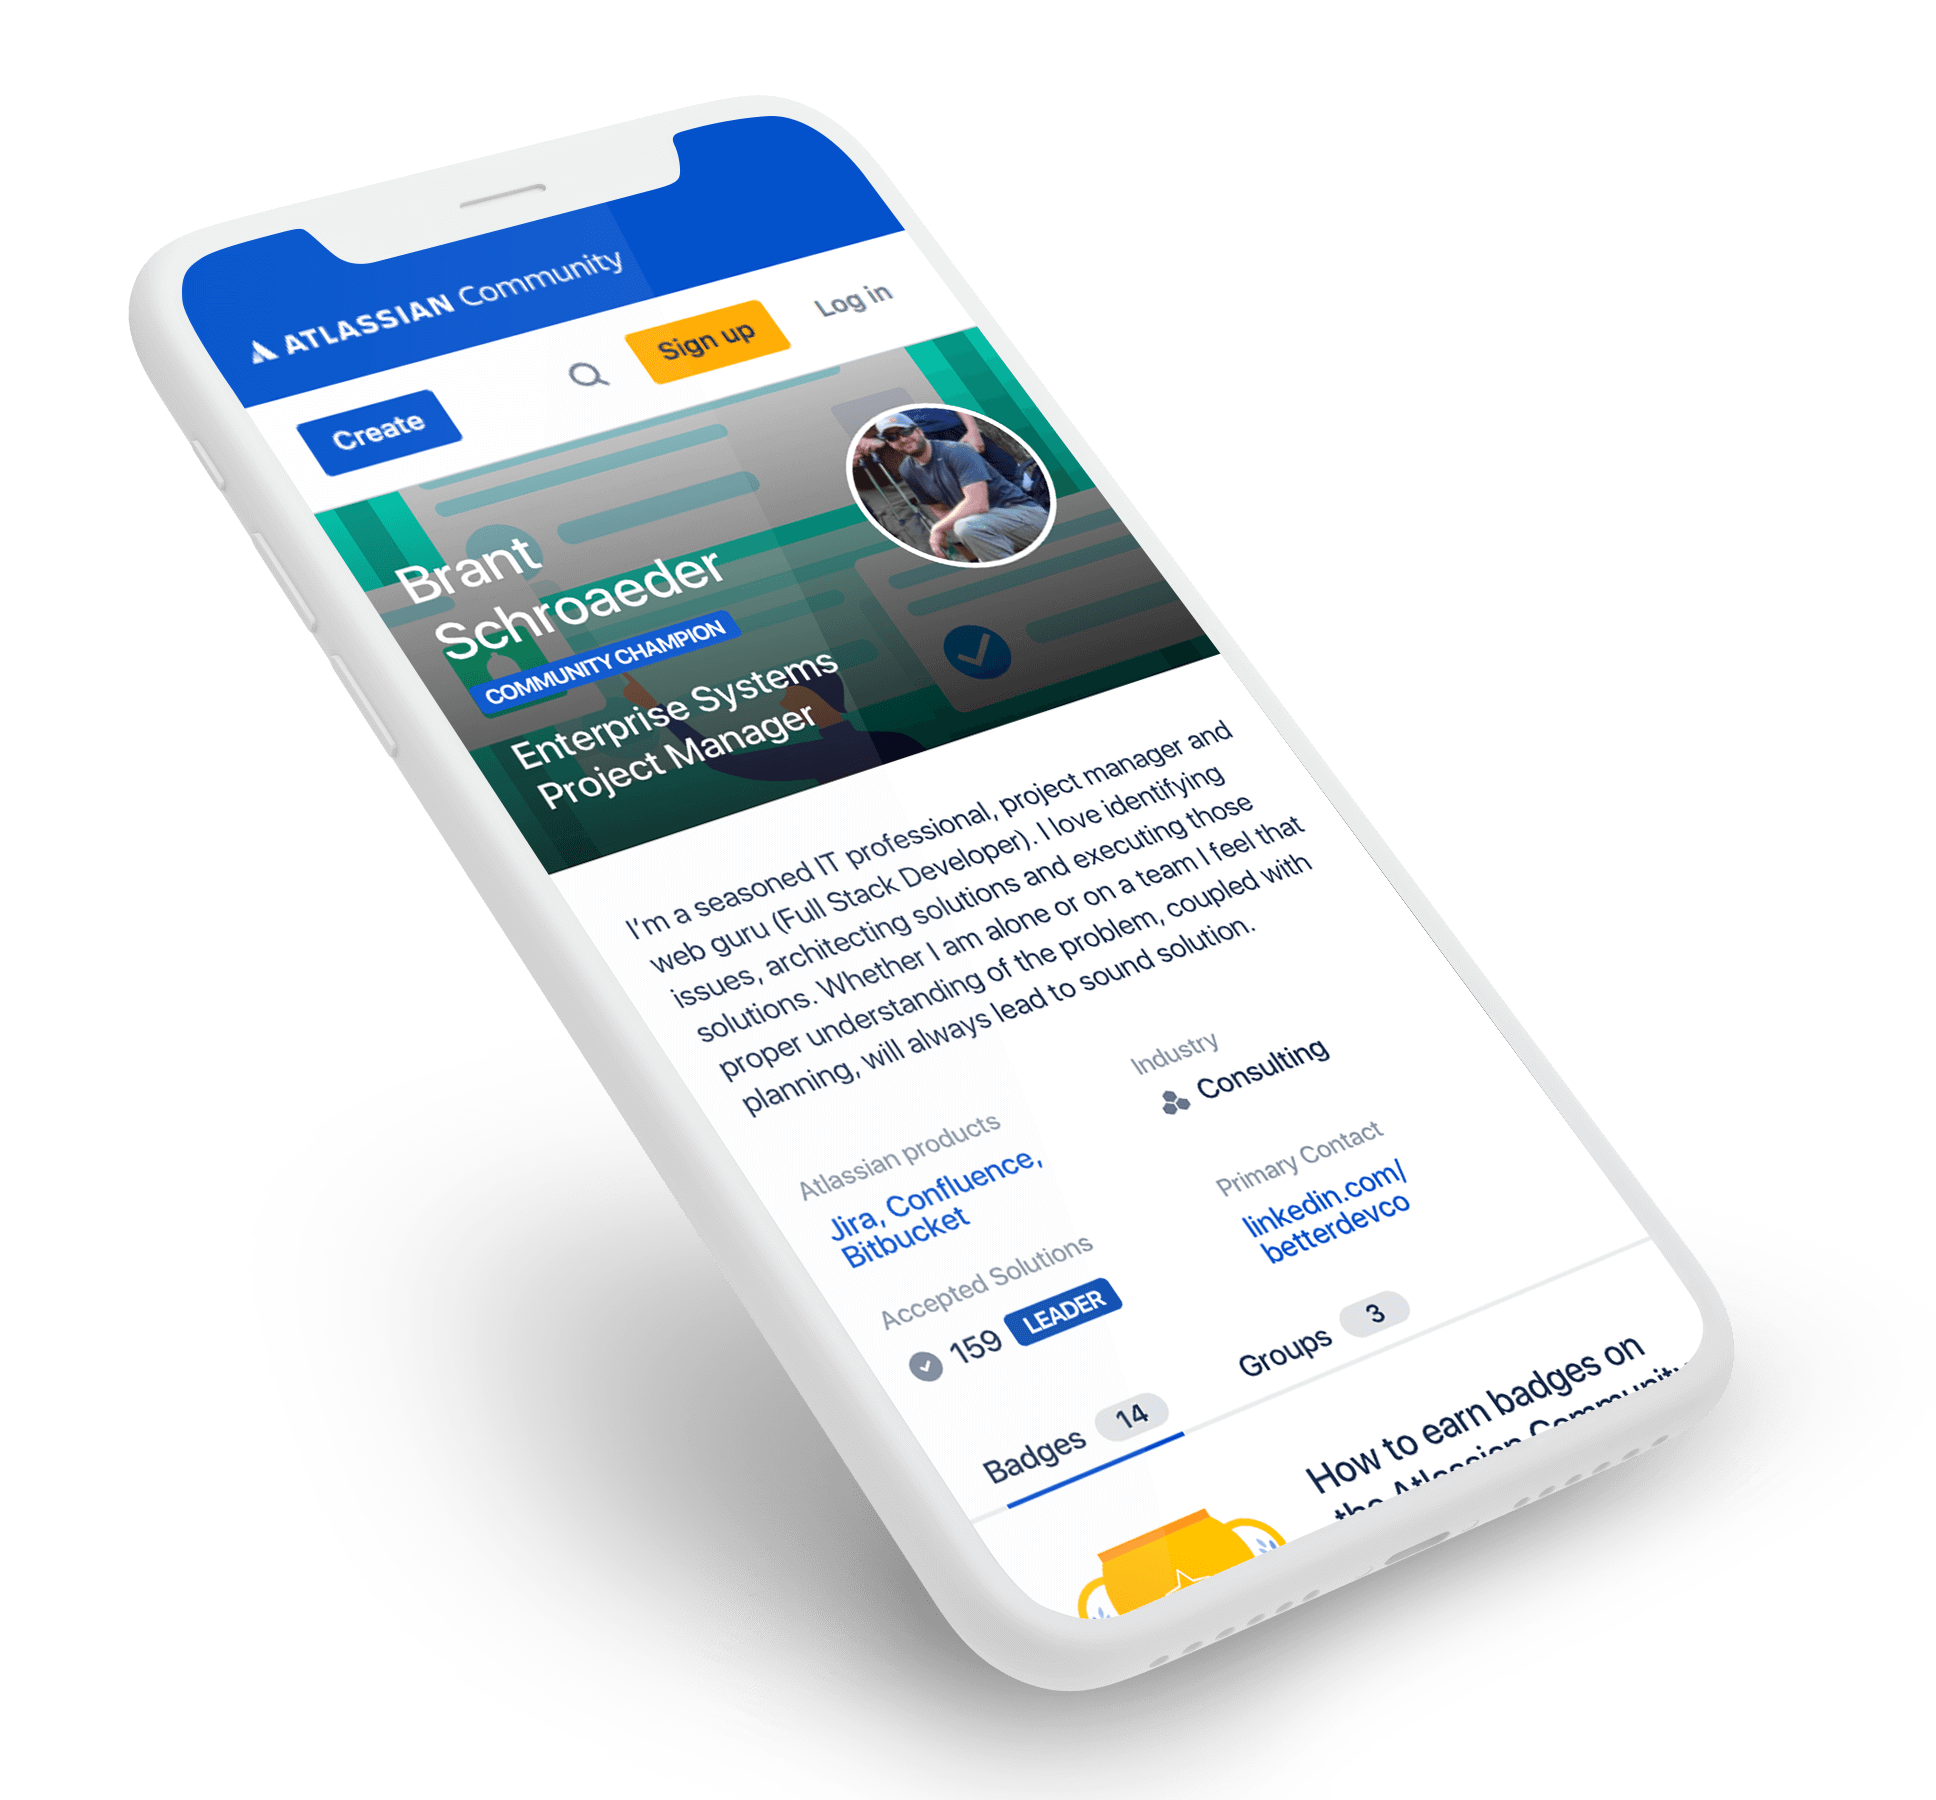 ATLASSIAN Community
Create
Sign up
Log in
Brant
Schroaeder
COMMUNITY CHAMPION
Enterprise Systems
Project Manager
I'm a seasoned IT professional, project manager and
web guru (Full Stack Developer). I love identifying
issues, architecting solutions and executing those
solutions. Whether I am alone or on a team I feel that
proper understanding of the problem, coupled with
planning, will always lead to sound solution.
Atlassian products
Jira, Confluence,
Bitbucket
Industry
Consulting
Accepted Solutions
159 LEADER
Primary Contact
linkedin.com/
betterdevco
Badges 14
Groups 3
How to earn badges on
the Atlassian Community